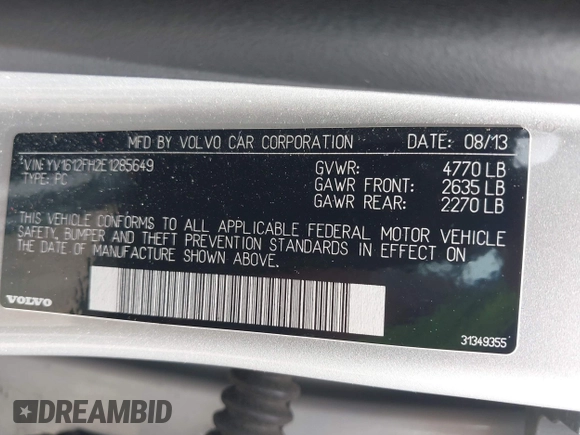 MFD BY VOLVO CAR CORPORATION DATE: 08/13
VIN: YV1612FH2E1285649 GVWR: 4770 LB
TYPE: PC GAWR FRONT: 2635 LB
GAWR REAR: 2270 LB
THIS VEHICLE CONFORMS TO ALL APPLICABLE FEDERAL MOTOR VEHICLE
SAFETY, BUMPER AND THEFT PREVENTION STANDARDS IN EFFECT ON
DATE OF MANUFACTURE SHOWN ABOVE.
VOLVO
31349355
DREAMBID